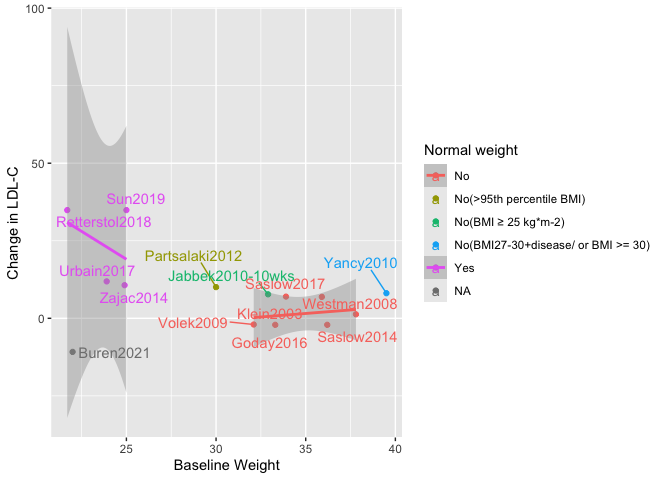 100
50
0
Change in LDL-C
Sun2019
Retterstol2018
Partsalaki2012
Yancy2010
Urbain2017
Jabbek2010-10wks
Saslow2017
Zajac2014
Westman2008
Klein2003
Volek2009
Saslow2014
Goday2016
Buren2021
25
30
35
40
Baseline Weight
Normal weight
No
No(>95th percentile BMI)
No(BMI ≥ 25 kg*m-2)
No(BMI27-30+disease/ or BMI >= 30)
Yes
NA